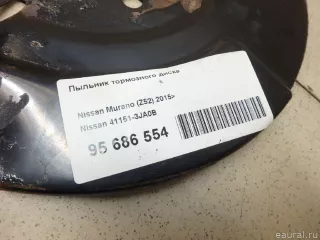 Пыльник тормозного диска
Nissan Murano (Z52) 2015>
Nissan 41151-3JA0B
95 686 554
eaural.ru